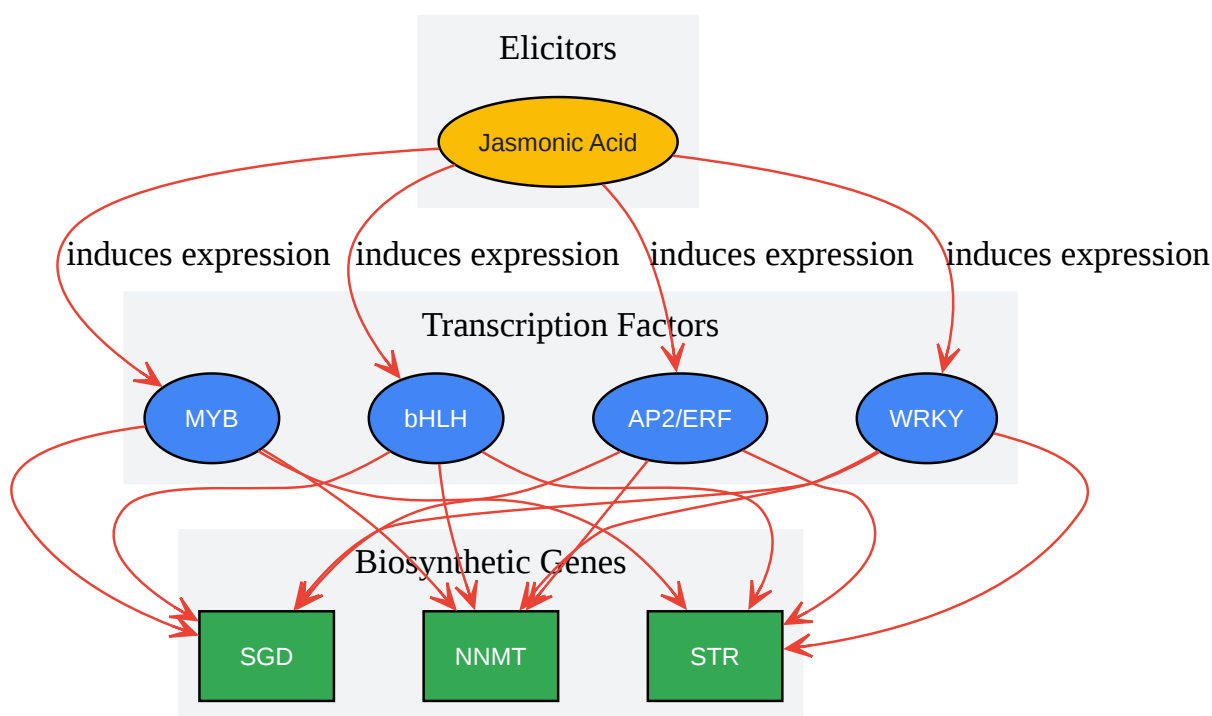 Elicitors
Jasmonic Acid
induces expression
induces expression
induces expression
induces expression
Transcription Factors
MYB
bHLH
AP2/ERF
WRKY
Biosynthetic Genes
SGD
NNMT
STR